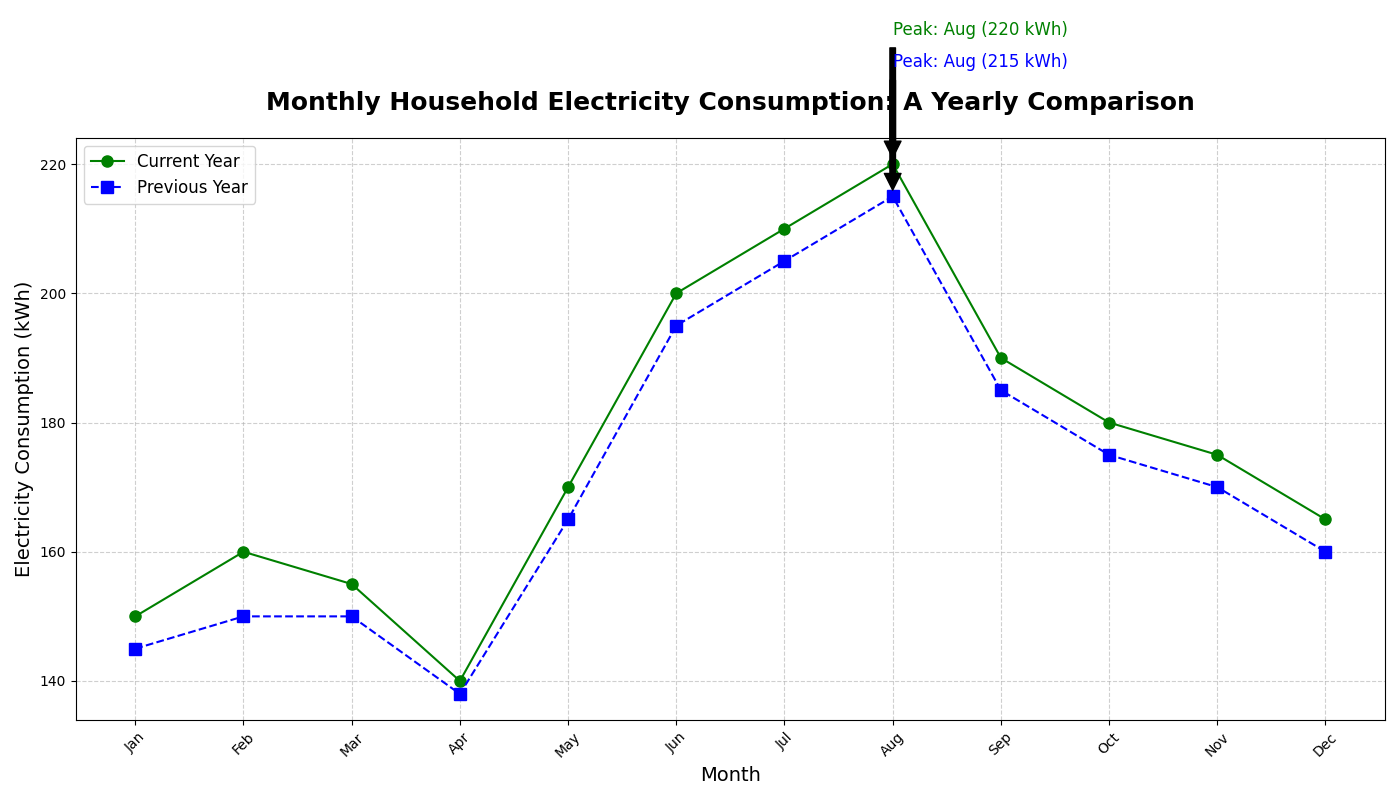 Peak: Aug (220 kWh)
Peak: Aug (215 kWh)
Monthly Household Electricity Consumption: A Yearly Comparison
Current Year
Previous Year
Electricity Consumption (kWh)
220
200
180
160
140
Jan Feb Mar Apr May Jun Jul Aug Sep Oct Nov Dec
Month